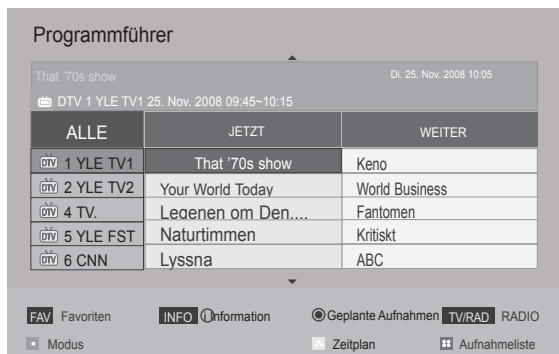 Programmführer
That '70s show Di. 25. Nov. 2008 10:05
DTV 1 YLE TV1 25. Nov. 2008 09:45~10:15
ALLE JETZT WEITER
DTV 1 YLE TV1 That '70s show Keno
DTV 2 YLE TV2 Your World Today World Business
DTV 4 TV. Legenen om Den.... Fantomen
DTV 5 YLE FST Naturtimmen Kritiskt
DTV 6 CNN Lyssna ABC
FAV Favoriten INFO i Information Geplante Aufnahmen TV/RAD RADIO
Modus Zeitplan Aufnahmeliste